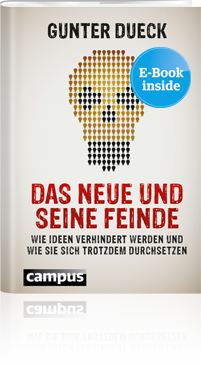 GUNTER DUECK
E-Book
inside
DAS NEUE UND
SEINE FEINDE
WIE IDEEN VERHINDERT WERDEN UND
WIE SIE SICH TROTZDEM DURCHSETZEN
campus